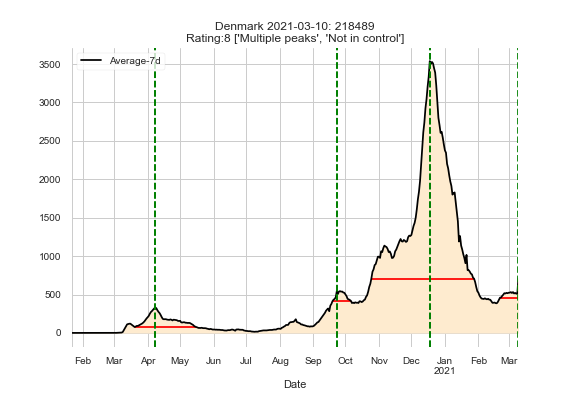 Denmark 2021-03-10: 218489
Rating:8 ['Multiple peaks', 'Not in control']
Average-7d
3500
3000
2500
2000
1500
1000
500
0
Feb Mar Apr May Jun Jul Aug Sep Oct Nov Dec Jan Feb Mar
2021
Date